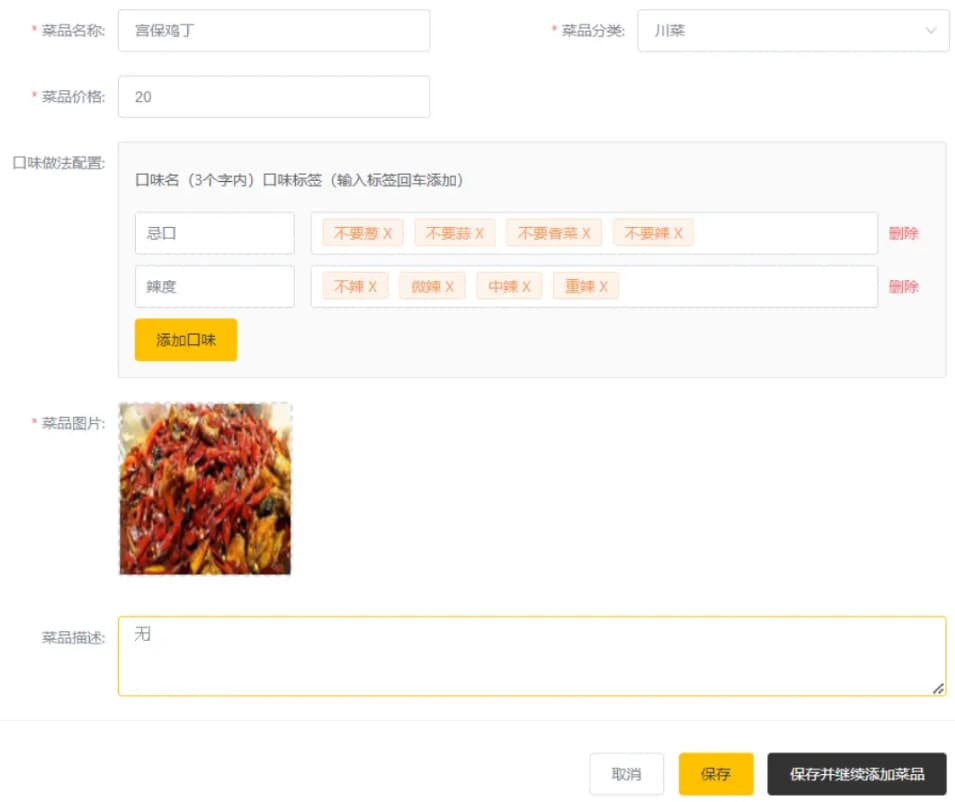 * 菜品名称: 宫保鸡丁 * 菜品分类: 川菜
* 菜品价格: 20
口味做法配置:
口味名（3个字内）口味标签（输入标签回车添加）
忌口 不要葱 X 不要蒜 X 不要香菜 X 不要辣 X 删除
辣度 不辣 X 微辣 X 中辣 X 重辣 X 删除
添加口味
* 菜品图片:
菜品描述: 无
取消 保存 保存并继续添加菜品